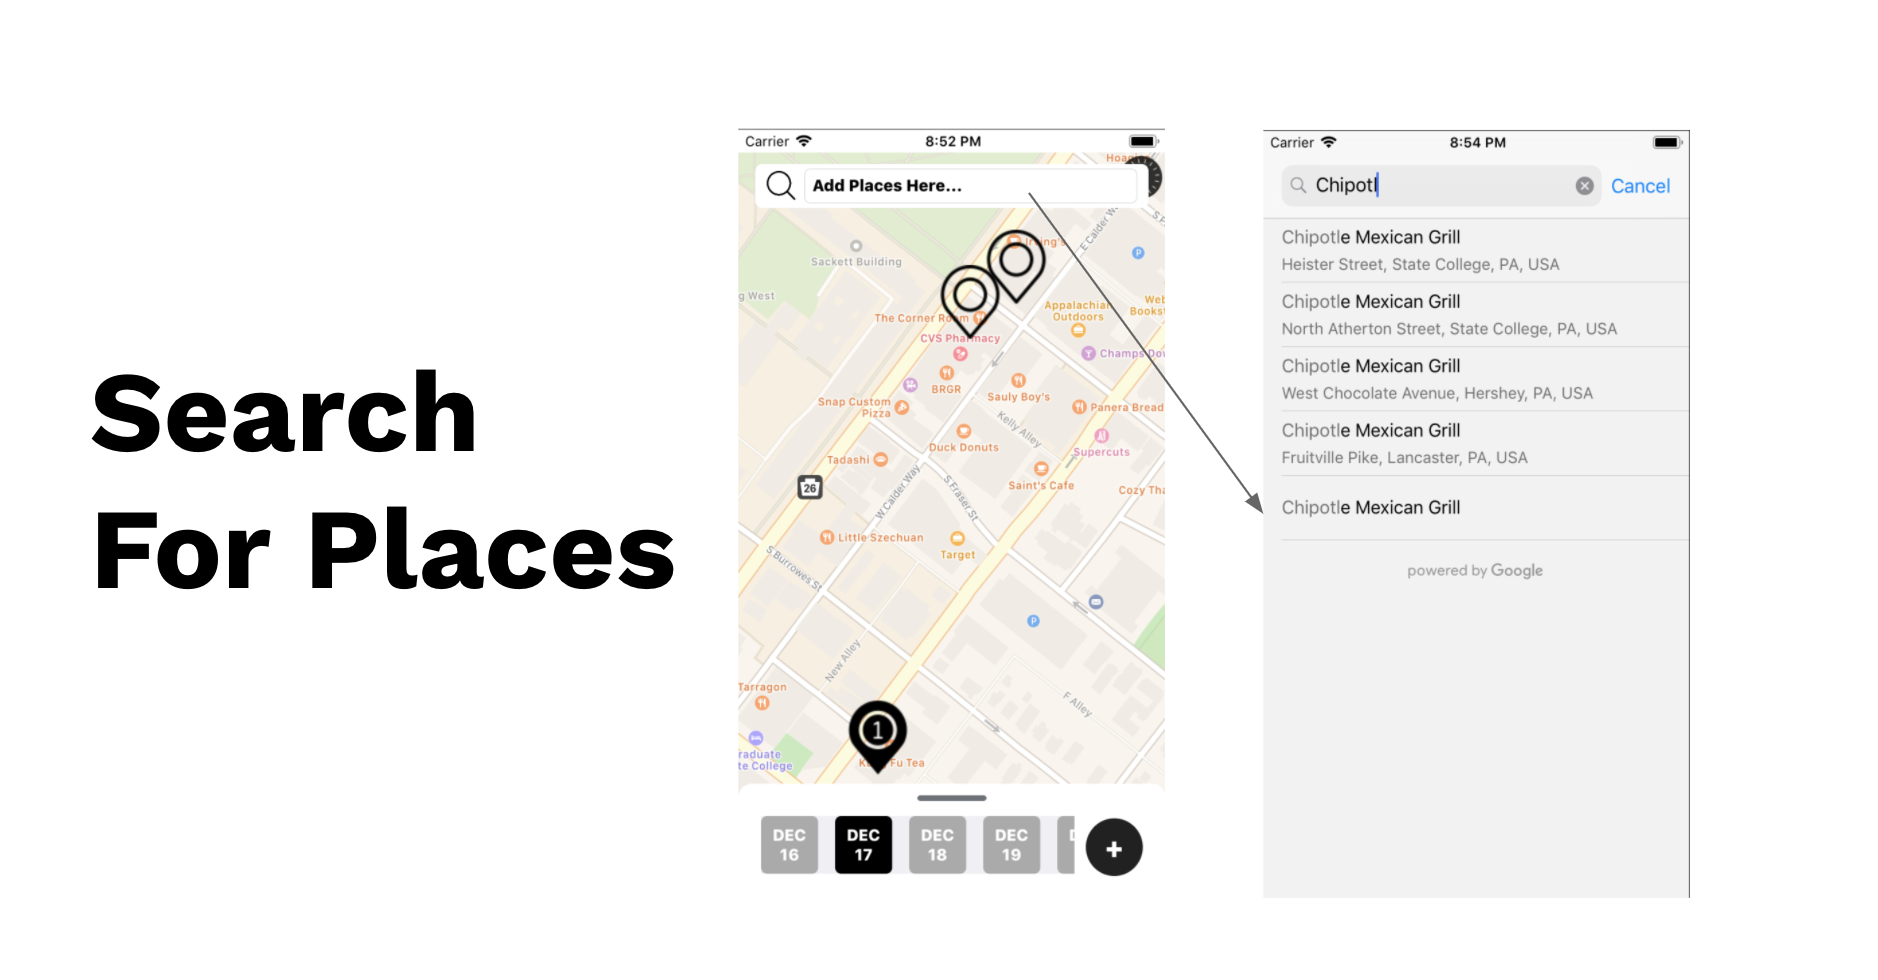 Search
For Places
Carrier
8:52 PM
Add Places Here...
Hoa
S.F
E Calder W
Irving's
P
Sackett Building
g West
Appalachian
Outdoors
Web
Bookst
The Corner Room
CVS Pharmacy
Champs Do
BRGR
Sauly Boy's
Snap Custom
Pizza
Panera Bread
Kelly Alley
Duck Donuts
Supercuts
Tadashi
26
W Calder Way
S Fraser St
Saint's Cafe
Cozy Tha
Little Szechuan
Target
S Burrowes St
P
New Alley
Tarragon
F Alley
1
raduate
te College
Fu Tea
DEC
16
DEC
17
DEC
18
DEC
19
+
Carrier
8:54 PM
Chipotl
Cancel
Chipotle Mexican Grill
Heister Street, State College, PA, USA
Chipotle Mexican Grill
North Atherton Street, State College, PA, USA
Chipotle Mexican Grill
West Chocolate Avenue, Hershey, PA, USA
Chipotle Mexican Grill
Fruitville Pike, Lancaster, PA, USA
Chipotle Mexican Grill
powered by Google